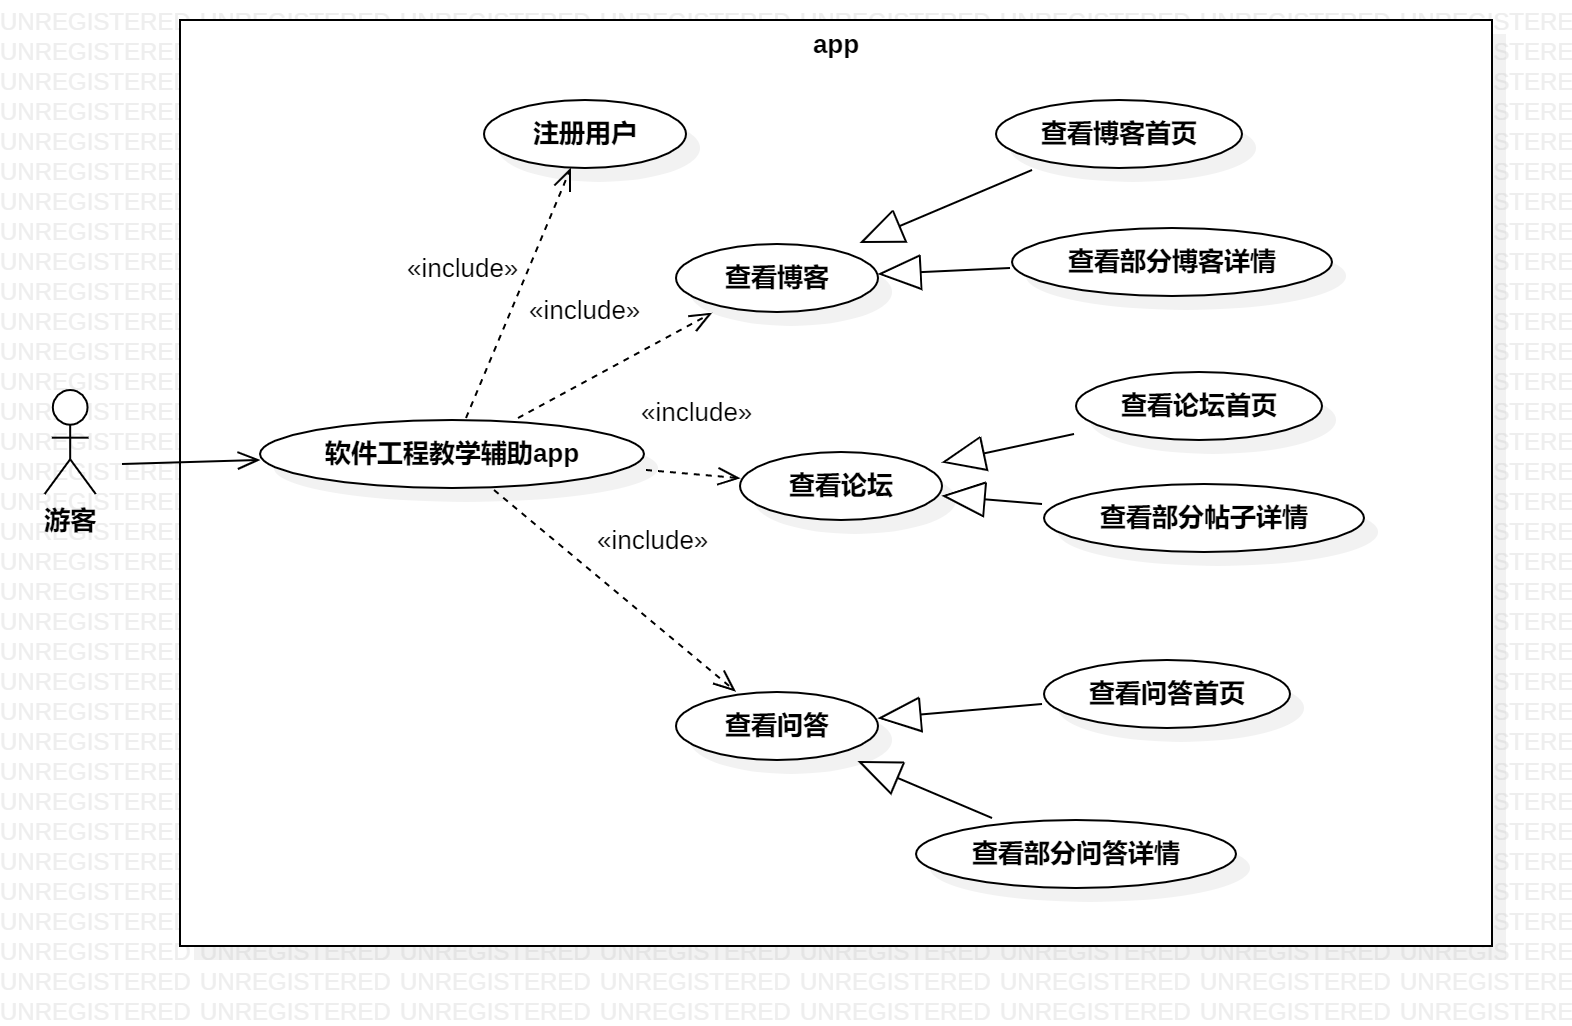 app
注册用户
查看博客首页
«include»
查看部分博客详情
查看博客
«include»
查看论坛首页
«include»
软件工程教学辅助app
查看论坛
查看部分帖子详情
游客
«include»
查看问答首页
查看问答
查看部分问答详情
UNREGISTERED